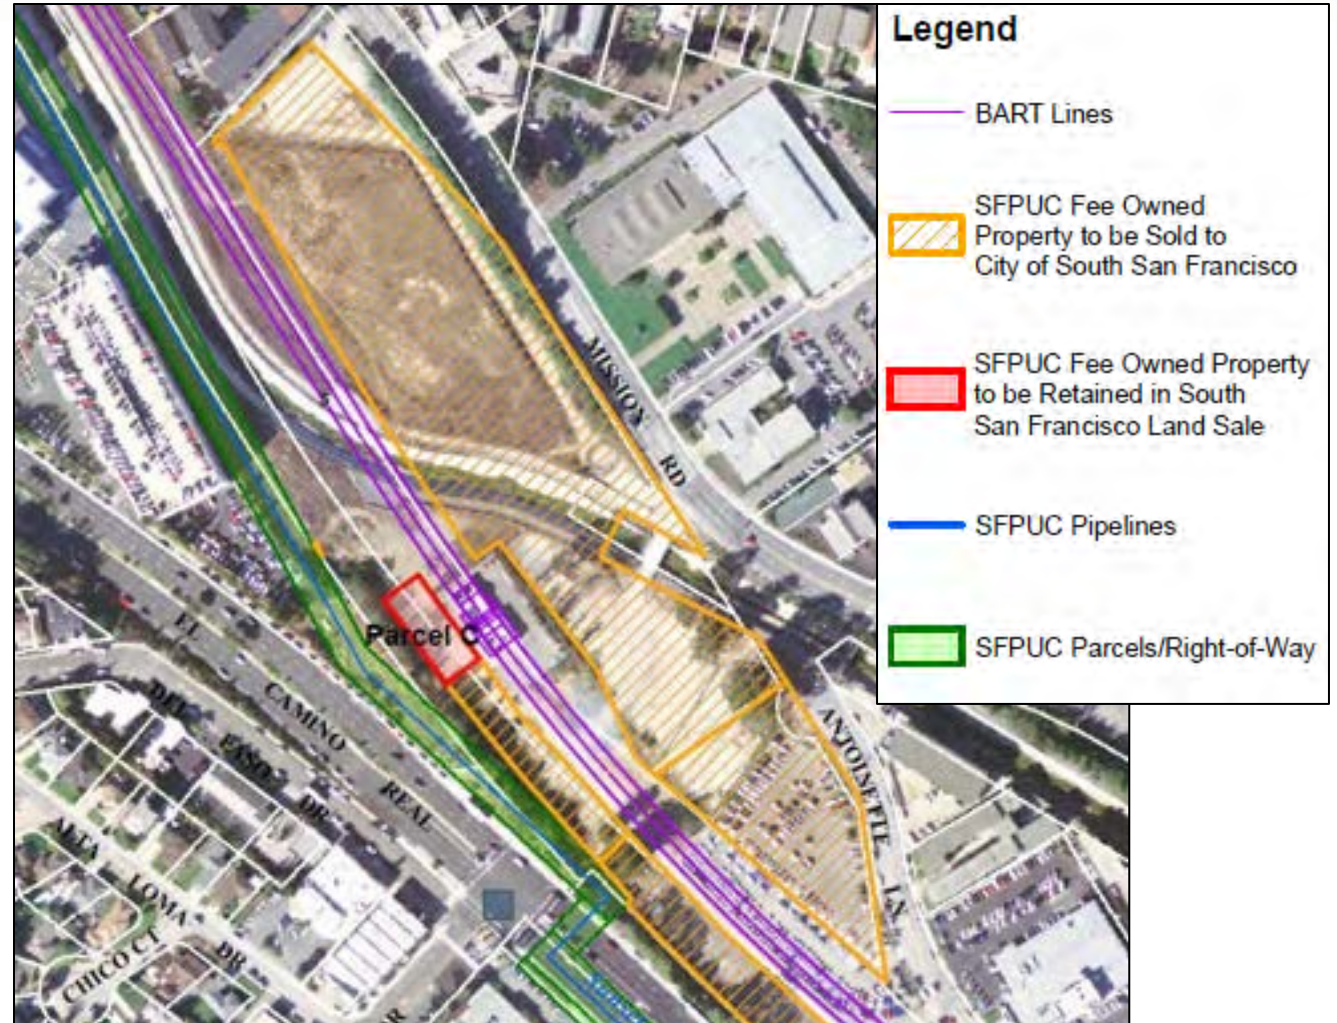 Legend
BART Lines
SFPUC Fee Owned
Property to be Sold to
City of South San Francisco
SFPUC Fee Owned Property
to be Retained in South
San Francisco Land Sale
SFPUC Pipelines
SFPUC Parcels/Right-of-Way
MISSION RD
Parcel C
EL CAMINO REAL
DEL PASO DR
ALTA LOMA DR
CHICO CT
ANTOINETTE LN